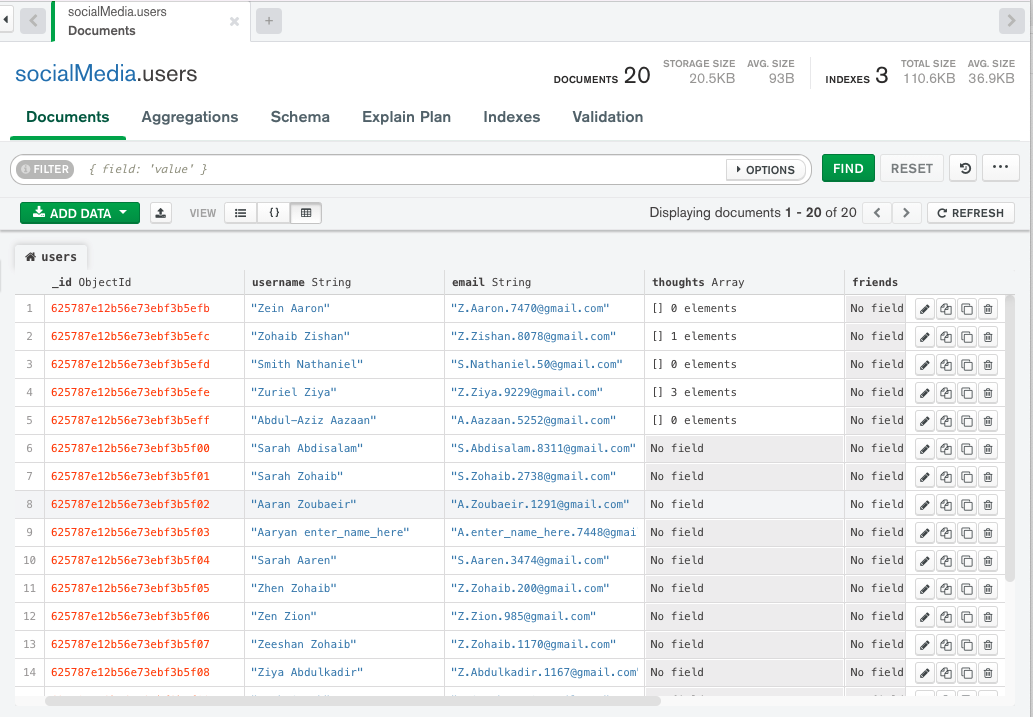 socialMedia.users
Documents
socialMedia.users
DOCUMENTS 20 STORAGE SIZE 20.5KB AVG. SIZE 93B INDEXES 3 TOTAL SIZE 110.6KB AVG. SIZE 36.9KB
Documents Aggregations Schema Explain Plan Indexes Validation
FILTER { field: 'value' } OPTIONS FIND RESET ...
ADD DATA VIEW {} Displaying documents 1 - 20 of 20 < > REFRESH
users
_id ObjectId username String email String thoughts Array friends
1 625787e12b56e73ebf3b5efb "Zein Aaron" "Z.Aaron.7470@gmail.com" [] 0 elements No field
2 625787e12b56e73ebf3b5efc "Zohaib Zishan" "Z.Zishan.8078@gmail.com" [] 1 elements No field
3 625787e12b56e73ebf3b5efd "Smith Nathaniel" "S.Nathaniel.50@gmail.com" [] 0 elements No field
4 625787e12b56e73ebf3b5efe "Zuriel Ziya" "Z.Ziya.9229@gmail.com" [] 3 elements No field
5 625787e12b56e73ebf3b5eff "Abdul-Aziz Aazaan" "A.Aazaan.5252@gmail.com" [] 0 elements No field
6 625787e12b56e73ebf3b5f00 "Sarah Abdisalam" "S.Abdisalam.8311@gmail.com" No field No field
7 625787e12b56e73ebf3b5f01 "Sarah Zohaib" "S.Zohaib.2738@gmail.com" No field No field
8 625787e12b56e73ebf3b5f02 "Aaran Zoubaeir" "A.Zoubaeir.1291@gmail.com" No field No field
9 625787e12b56e73ebf3b5f03 "Aaryan enter_name_here" "A.enter_name_here.7448@gmai No field No field
10 625787e12b56e73ebf3b5f04 "Sarah Aaren" "S.Aaren.3474@gmail.com" No field No field
11 625787e12b56e73ebf3b5f05 "Zhen Zohaib" "Z.Zohaib.200@gmail.com" No field No field
12 625787e12b56e73ebf3b5f06 "Zen Zion" "Z.Zion.985@gmail.com" No field No field
13 625787e12b56e73ebf3b5f07 "Zeeshan Zohaib" "Z.Zohaib.1170@gmail.com" No field No field
14 625787e12b56e73ebf3b5f08 "Ziya Abdulkadir" "Z.Abdulkadir.1167@gmail.com" No field No field